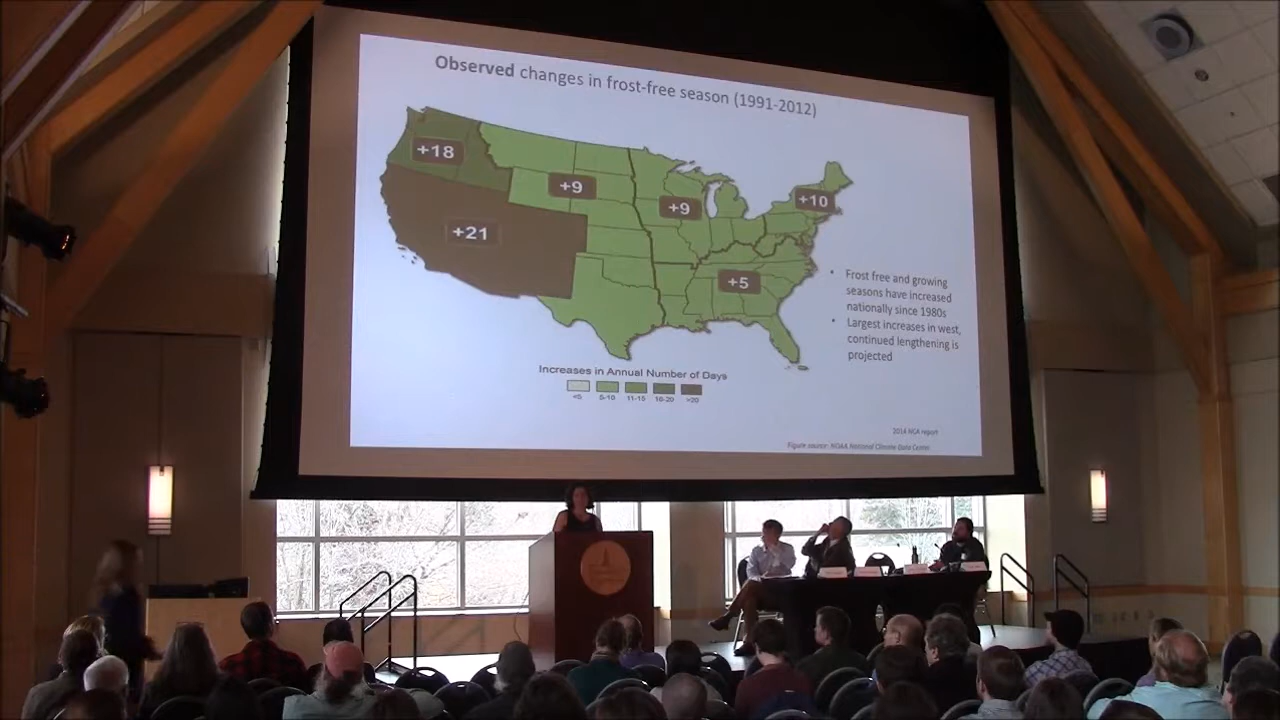 Observed changes in frost-free season (1991-2012)
+18
+9
+9
+10
+21
+5
• Frost free and growing
seasons have increased
nationally since 1980s
• Largest increases in west,
continued lengthening is
projected
Increases in Annual Number of Days
<5 5-10 11-15 16-20 >20
2014 NCA report
Figure source: NOAA National Climate Data Center